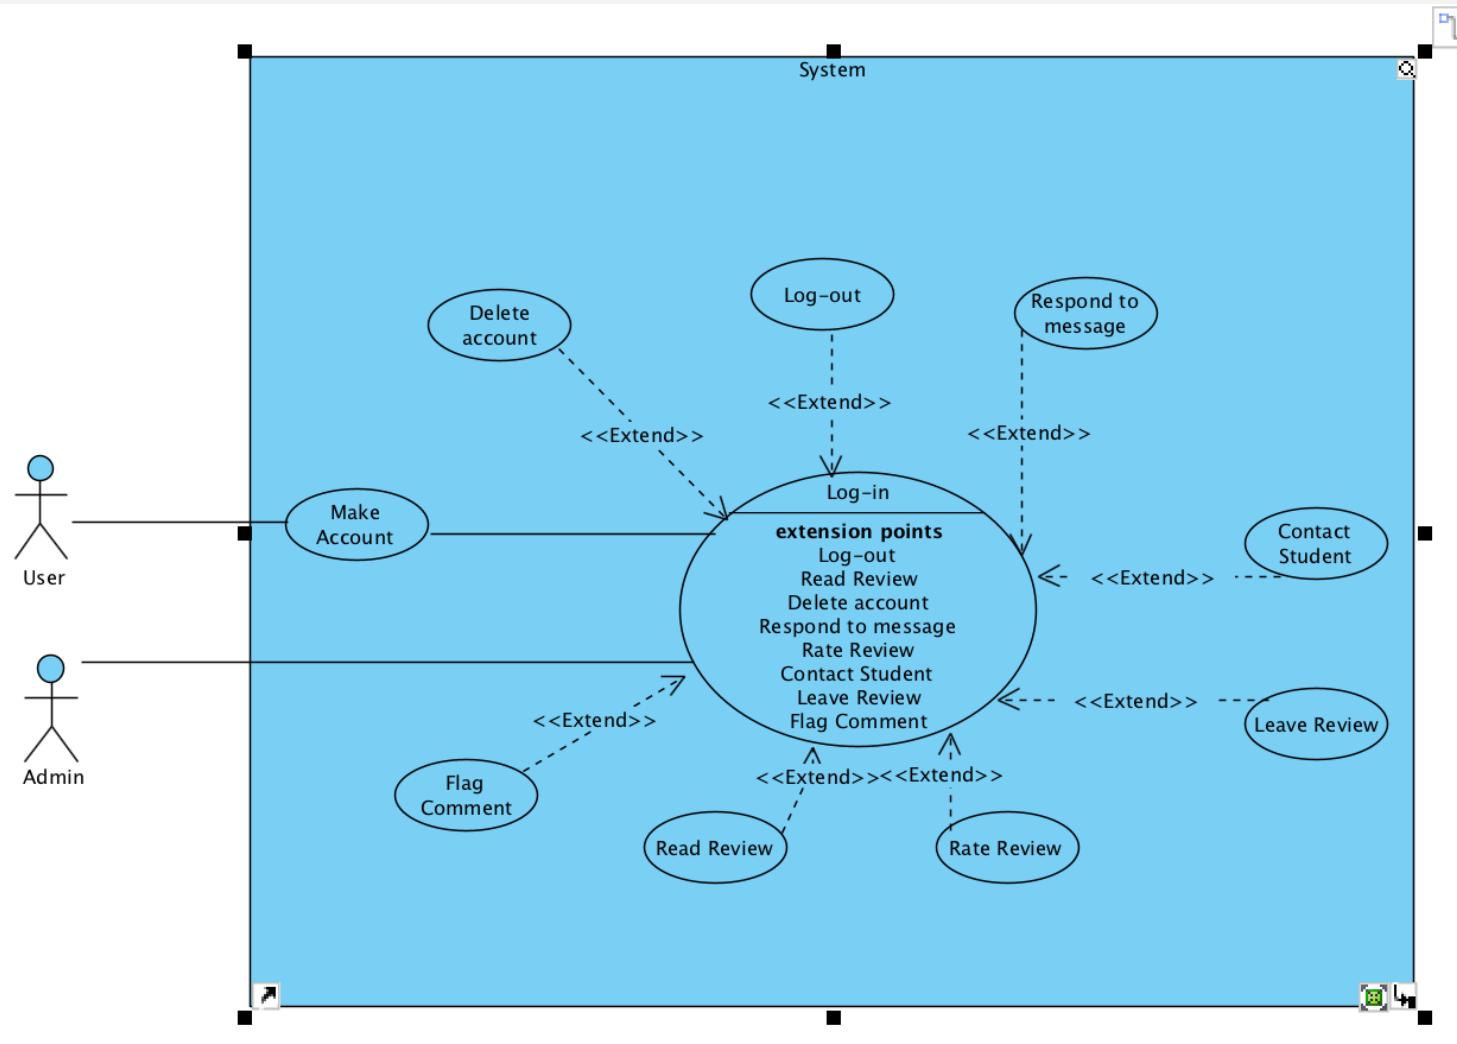 System
Delete
account
Log-out
Respond to
message
<<Extend>>
<<Extend>>
<<Extend>>
User
Make
Account
Log-in
extension points
Log-out
Read Review
Delete account
Respond to message
Rate Review
Contact Student
Leave Review
Flag Comment
Contact
Student
<<Extend>>
Admin
<<Extend>>
<<Extend>>
Leave Review
Flag
Comment
<<Extend>>
<<Extend>>
Read Review
Rate Review